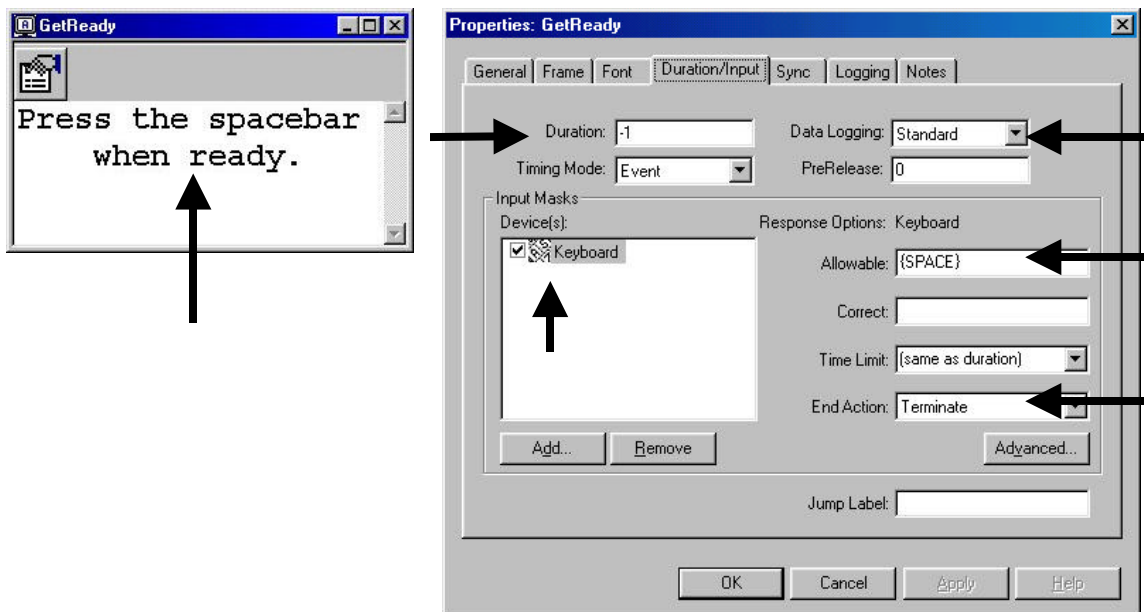 GetReady
Press the spacebar
when ready.
Properties: GetReady
General Frame Font Duration/Input Sync Logging Notes
Duration: -1 Data Logging: Standard
Timing Mode: Event PreRelease: 0
Input Masks
Device(s): Response Options: Keyboard
Keyboard
Allowable: {SPACE}
Correct:
Time Limit: (same as duration)
End Action: Terminate
Add... Remove Advanced...
Jump Label:
OK Cancel Apply Help